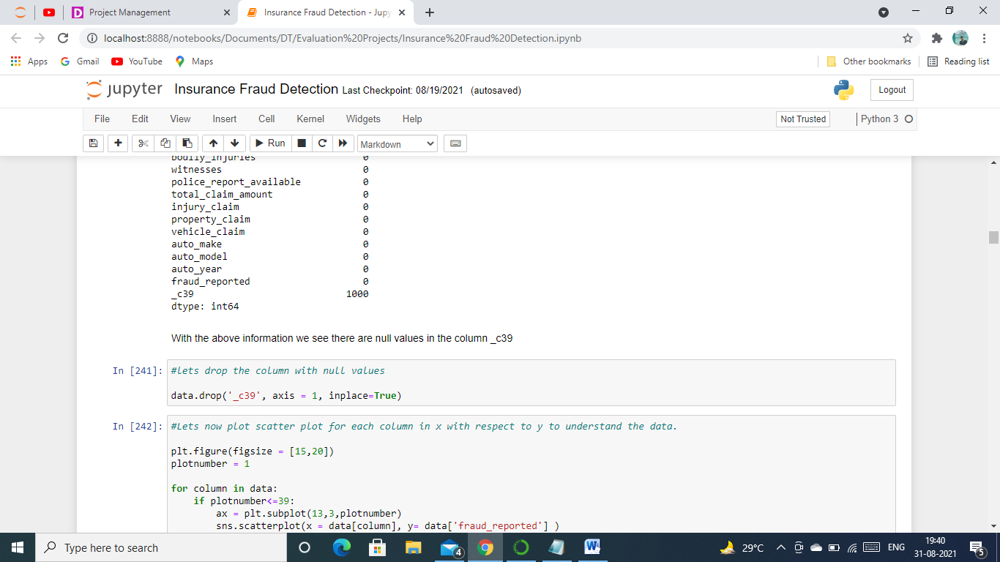 Project Management
Insurance Fraud Detection - Jupy
localhost:8888/notebooks/Documents/DT/Evaluation%20Projects/Insurance%20Fraud%20Detection.ipynb
Apps Gmail YouTube Maps Other bookmarks Reading list
jupyter Insurance Fraud Detection Last Checkpoint: 08/19/2021 (autosaved) Logout
File Edit View Insert Cell Kernel Widgets Help Not Trusted Python 3
Run Markdown
bodily_injuries 0
witnesses 0
police_report_available 0
total_claim_amount 0
injury_claim 0
property_claim 0
vehicle_claim 0
auto_make 0
auto_model 0
auto_year 0
fraud_reported 0
_c39 1000
dtype: int64
With the above information we see there are null values in the column _c39
In [241]: #lets drop the column with null values
data.drop('_c39', axis = 1, inplace=True)
In [242]: #Lets now plot scatter plot for each column in x with respect to y to understand the data.
plt.figure(figsize = [15,20])
plotnumber = 1
for column in data:
if plotnumber<=39:
ax = plt.subplot(13,3,plotnumber)
sns.scatterplot(x = data[column], y= data['fraud_reported'] )
Type here to search 4 29°C ENG 19:40
31-08-2021 5